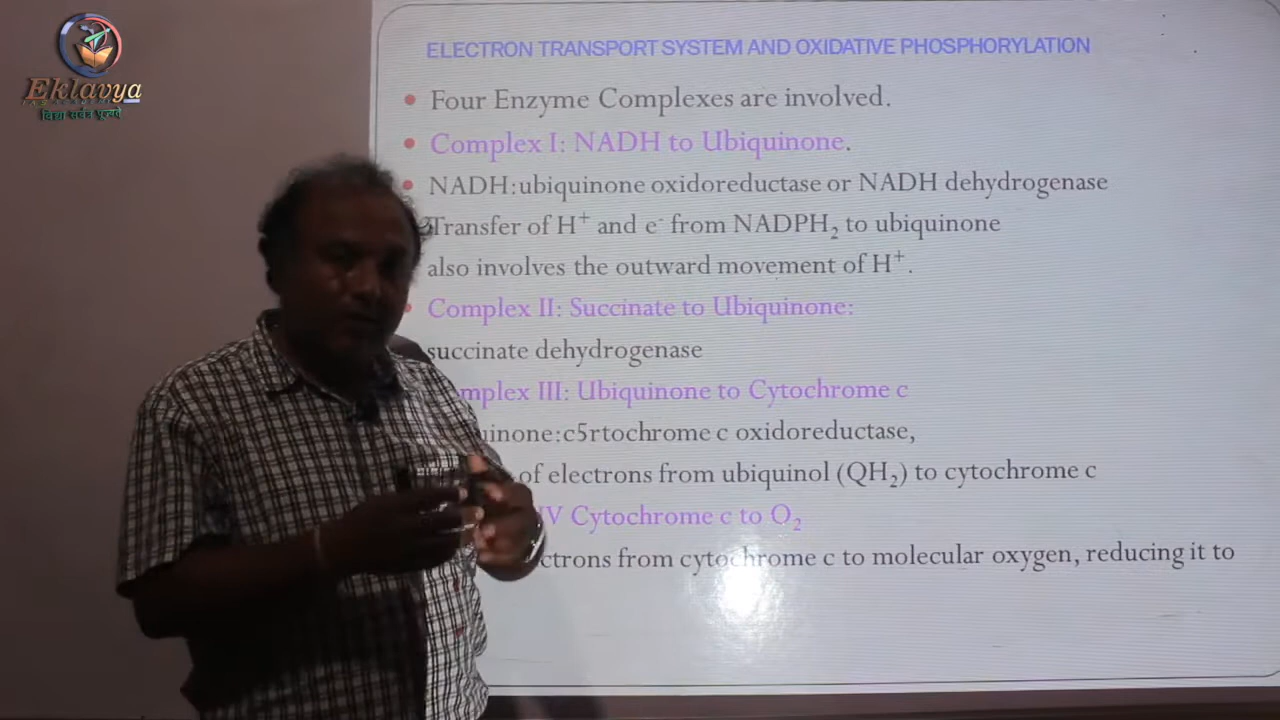 Eklavya
विद्या सर्वत्र पूज्यते
ELECTRON TRANSPORT SYSTEM AND OXIDATIVE PHOSPHORYLATION
• Four Enzyme Complexes are involved.
• Complex I: NADH to Ubiquinone.
• NADH:ubiquinone oxidoreductase or NADH dehydrogenase
Transfer of H⁺ and e⁻ from NADPH₂ to ubiquinone
also involves the outward movement of H⁺.
• Complex II: Succinate to Ubiquinone:
succinate dehydrogenase
mplex III: Ubiquinone to Cytochrome c
inone:c5rtochrome c oxidoreductase,
of electrons from ubiquinol (QH₂) to cytochrome c
IV Cytochrome c to O₂
ctrons from cytochrome c to molecular oxygen, reducing it to